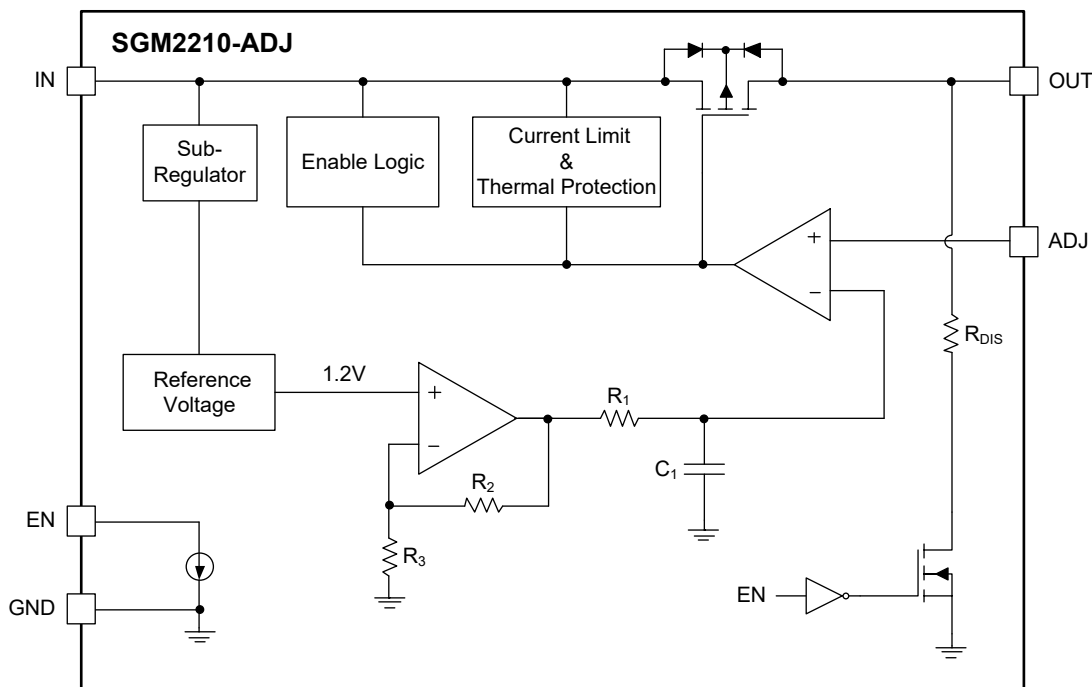 SGM2210-ADJ
IN
OUT
Sub-
Regulator
Enable Logic
Current Limit
&
Thermal Protection
+
−
ADJ
R_DIS
Reference
Voltage
1.2V
+
−
R1
R2
R3
C1
EN
GND
EN